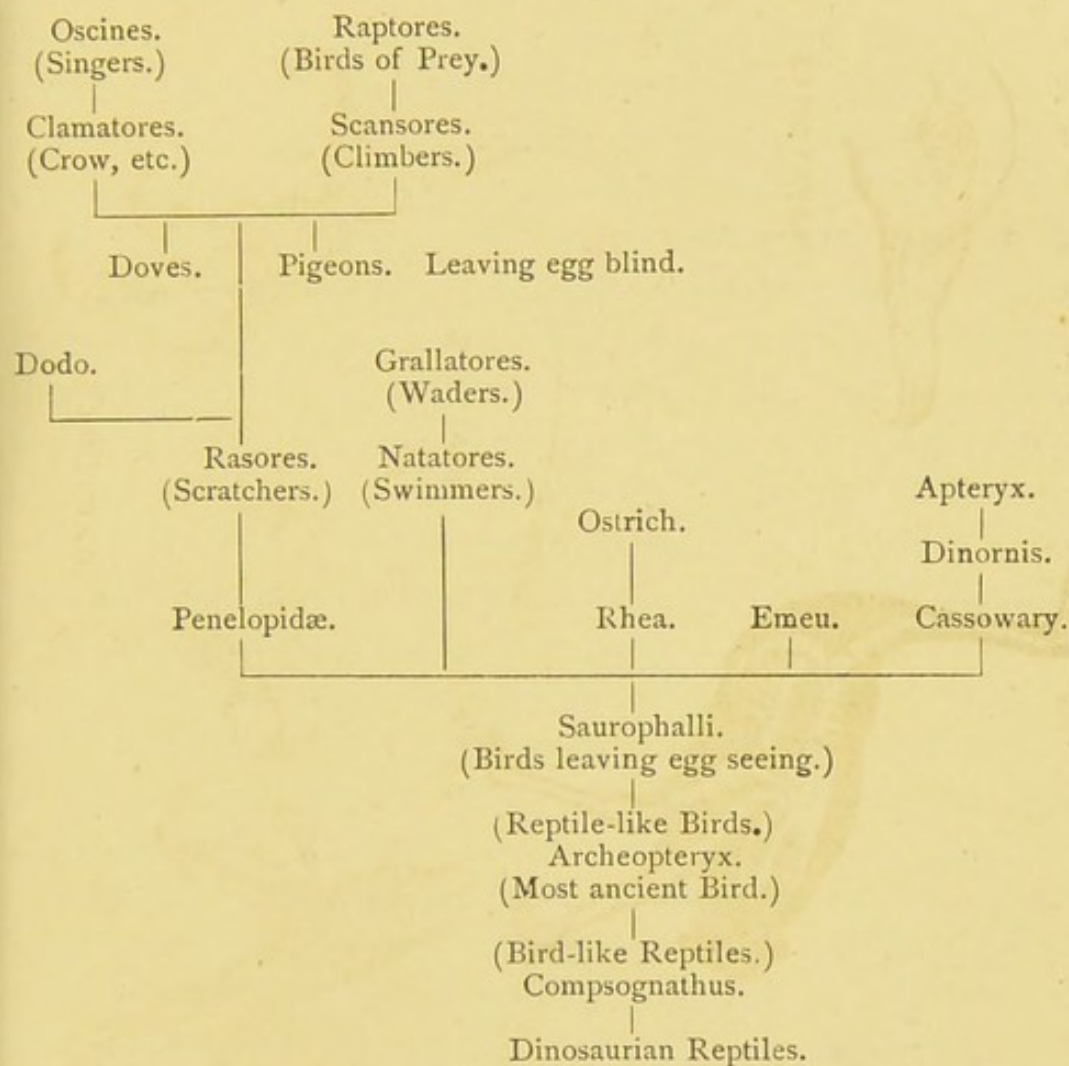 Oscines.
(Singers.)
Raptores.
(Birds of Prey.)
Clamatores.
(Crow, etc.)
Scansores.
(Climbers.)
Doves.
Pigeons.
Leaving egg blind.
Dodo.
Grallatores.
(Waders.)
Rasores.
(Scratchers.)
Natatores.
(Swimmers.)
Ostrich.
Apteryx.
Dinornis.
Penelopidæ.
Rhea.
Emeu.
Cassowary.
Saurophalli.
(Birds leaving egg seeing.)
(Reptile-like Birds.)
Archeopteryx.
(Most ancient Bird.)
(Bird-like Reptiles.)
Compsognathus.
Dinosaurian Reptiles.